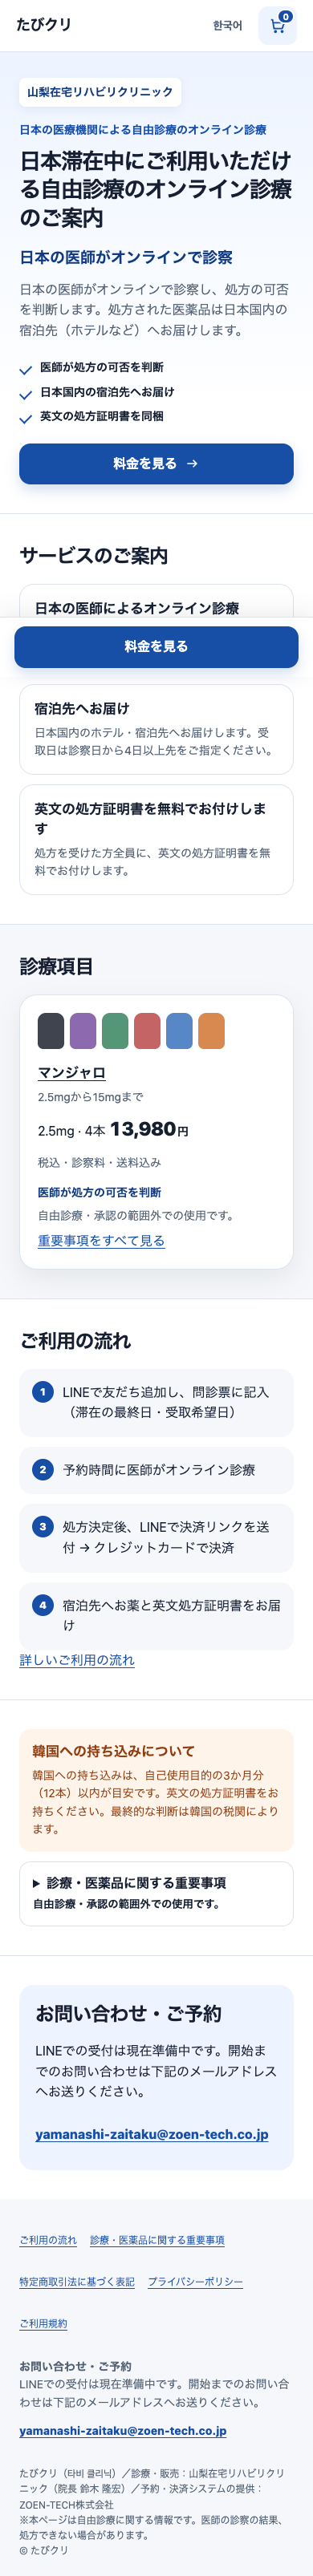 たびクリ
한국어
0
山梨在宅リハビリクリニック
日本の医療機関による自由診療のオンライン診療
日本滞在中にご利用いただけ
る自由診療のオンライン診療
のご案内
日本の医師がオンラインで診察
日本の医師がオンラインで診察し、処方の可否
を判断します。処方された医薬品は日本国内の
宿泊先（ホテルなど）へお届けします。
医師が処方の可否を判断
日本国内の宿泊先へお届け
英文の処方証明書を同梱
料金を見る →
サービスのご案内
日本の医師によるオンライン診療
料金を見る
宿泊先へお届け
日本国内のホテル・宿泊先へお届けします。受
取日は診察日から4日以上先をご指定ください。
英文の処方証明書を無料でお付けしま
す
処方を受けた方全員に、英文の処方証明書を無
料でお付けします。
診療項目
マンジャロ
2.5mgから15mgまで
2.5mg · 4本 13,980円
税込・診察料・送料込み
医師が処方の可否を判断
自由診療・承認の範囲外での使用です。
重要事項をすべて見る
ご利用の流れ
1 LINEで友だち追加し、問診票に記入
（滞在の最終日・受取希望日）
2 予約時間に医師がオンライン診療
3 処方決定後、LINEで決済リンクを送
付 → クレジットカードで決済
4 宿泊先へお薬と英文処方証明書をお届
け
詳しいご利用の流れ
韓国への持ち込みについて
韓国への持ち込みは、自己使用目的の3か月分
（12本）以内が目安です。英文の処方証明書をお
持ちください。最終的な判断は韓国の税関により
ます。
▶ 診療・医薬品に関する重要事項
自由診療・承認の範囲外での使用です。
お問い合わせ・ご予約
LINEでの受付は現在準備中です。開始ま
でのお問い合わせは下記のメールアドレス
へお送りください。
yamanashi-zaitaku@zoen-tech.co.jp
ご利用の流れ 診療・医薬品に関する重要事項
特定商取引法に基づく表記 プライバシーポリシー
ご利用規約
お問い合わせ・ご予約
LINEでの受付は現在準備中です。開始までのお問い合
わせは下記のメールアドレスへお送りください。
yamanashi-zaitaku@zoen-tech.co.jp
たびクリ（타비 클리닉）／診療・販売：山梨在宅リハビリクリ
ニック（院長 鈴木 隆宏）／予約・決済システムの提供：
ZOEN-TECH株式会社
※本ページは自由診療に関する情報です。医師の診察の結果、
処方できない場合があります。
© たびクリ